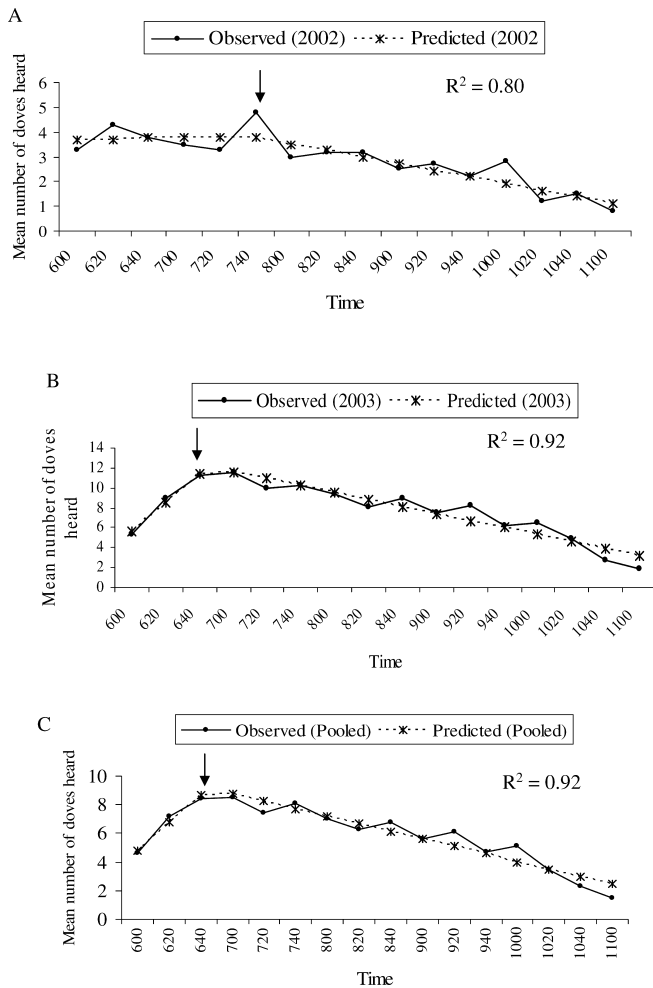 A
Observed (2002) Predicted (2002
R² = 0.80
Mean number of doves heard
6
5
4
3
2
1
0
600 620 640 700 720 740 800 820 840 900 920 940 1000 1020 1040 1100
Time
B
Observed (2003) Predicted (2003)
R² = 0.92
Mean number of doves
heard
14
12
10
8
6
4
2
0
600 620 640 700 720 740 800 820 840 900 920 940 1000 1020 1040 1100
Time
C
Observed (Pooled) Predicted (Pooled)
R² = 0.92
Mean number of doves heard
10
8
6
4
2
0
600 620 640 700 720 740 800 820 840 900 920 940 1000 1020 1040 1100
Time